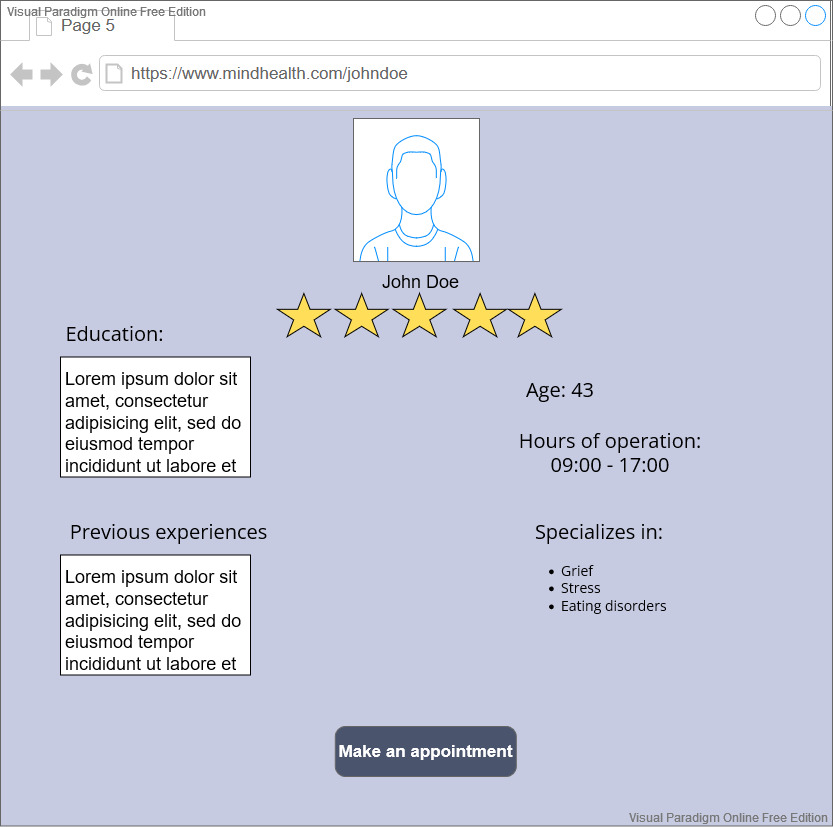 Visual Paradigm Online Free Edition
Page 5
https://www.mindhealth.com/johndoe
John Doe
Education:
Lorem ipsum dolor sit
amet, consectetur
adipisicing elit, sed do
eiusmod tempor
incididunt ut labore et
Age: 43
Hours of operation:
09:00 - 17:00
Previous experiences
Lorem ipsum dolor sit
amet, consectetur
adipisicing elit, sed do
eiusmod tempor
incididunt ut labore et
Specializes in:
• Grief
• Stress
• Eating disorders
Make an appointment
Visual Paradigm Online Free Edition